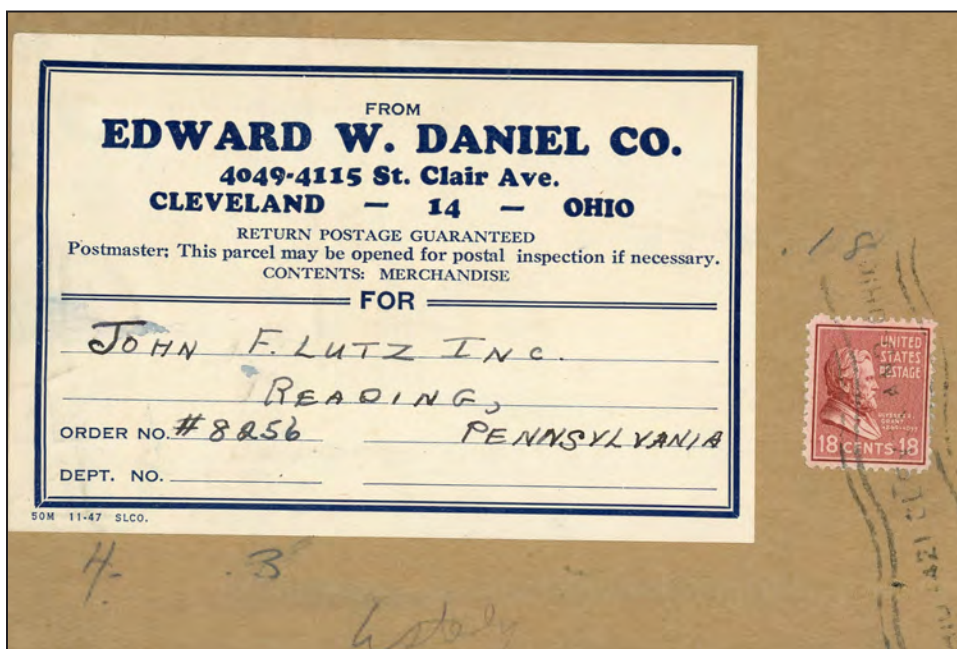 FROM
EDWARD W. DANIEL CO.
4049-4115 St. Clair Ave.
CLEVELAND — 14 — OHIO
RETURN POSTAGE GUARANTEED
Postmaster: This parcel may be opened for postal inspection if necessary.
CONTENTS: MERCHANDISE
FOR
JOHN F. LUTZ INC.
READING,
ORDER NO. #8256 PENNSYLVANIA
DEPT. NO.
50M 11-47 SLCO.
.18
UNITED
STATES
POSTAGE
18 CENTS 18
4. .3